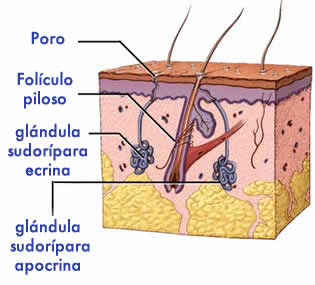 Poro
Folículo
piloso
glándula
sudorípara
ecrina
glándula
sudorípara
apocrina